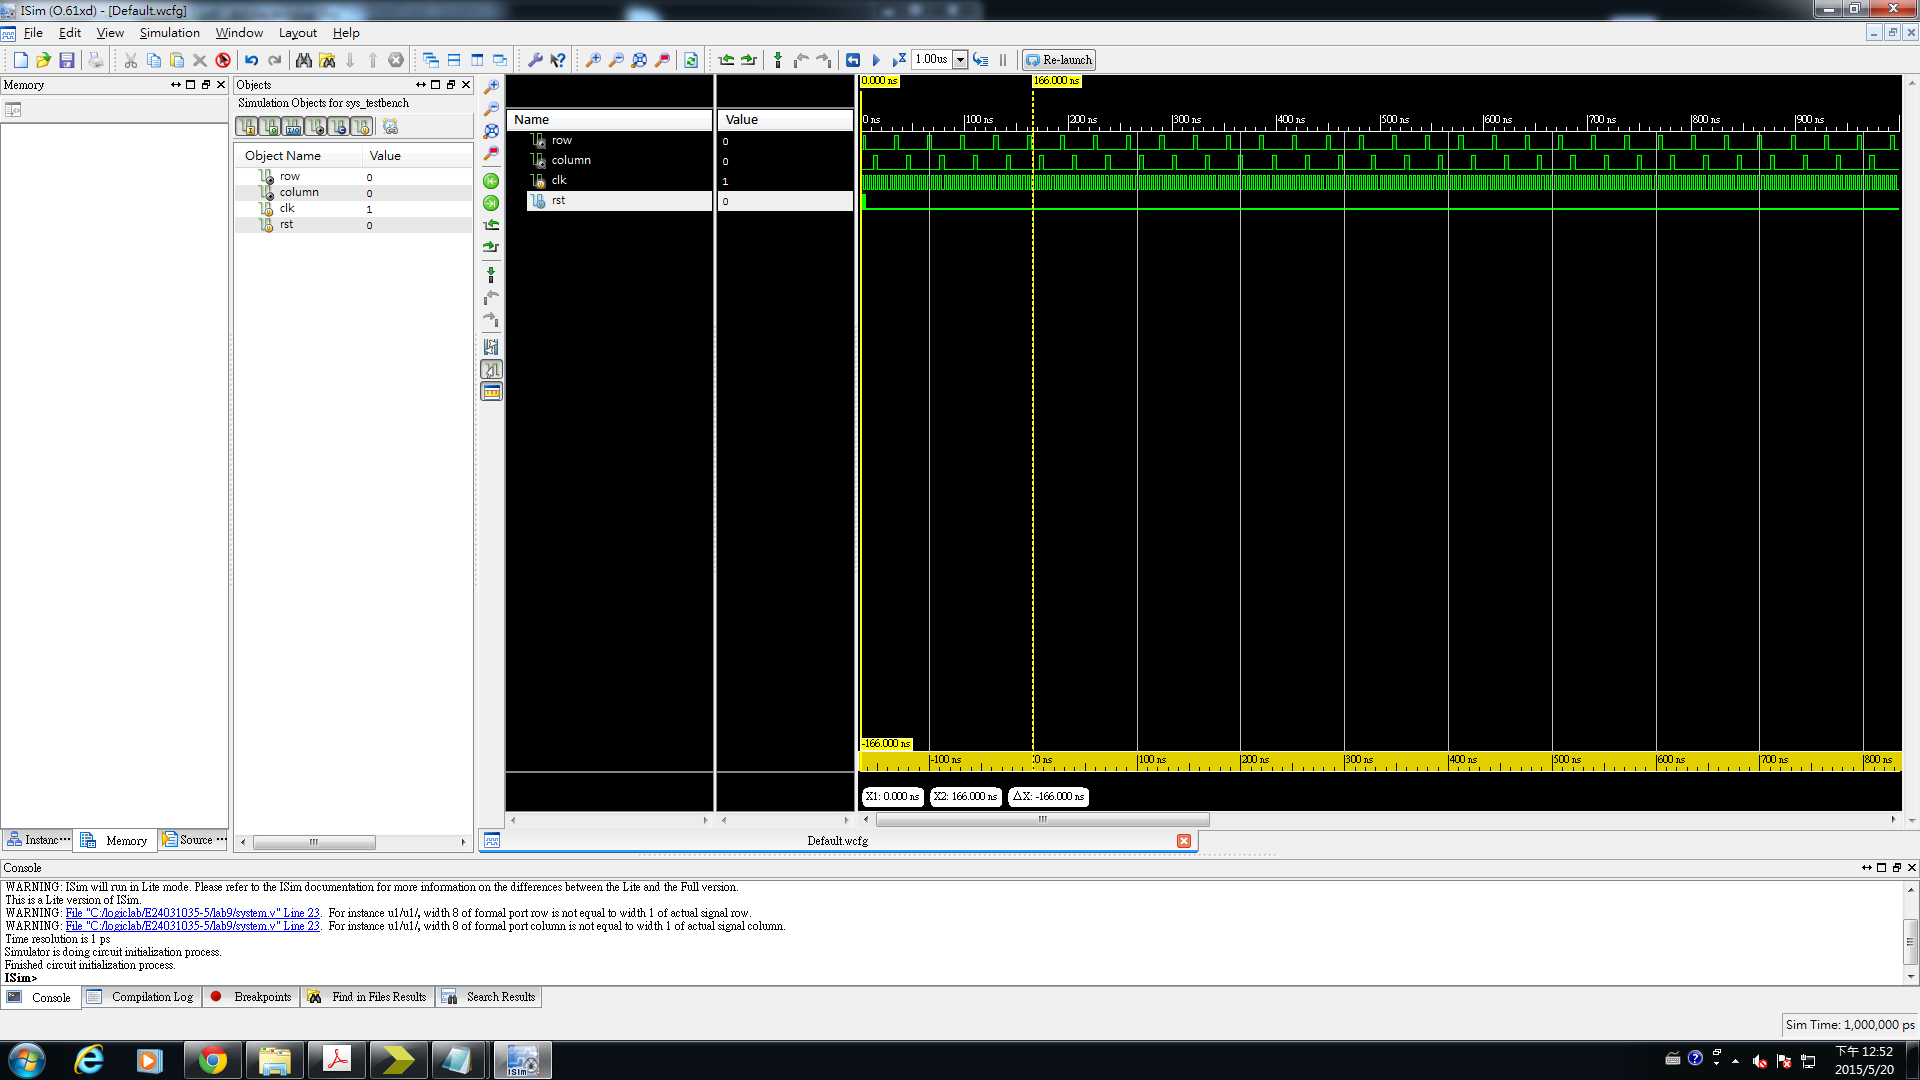 ISim (O.61xd) - [Default.wcfg]
File Edit View Simulation Window Layout Help
1.00us Re-launch
Memory
Objects
Simulation Objects for sys_testbench
Object Name Value
row 0
column 0
clk 1
rst 0
Name Value
row 0
column 0
clk 1
rst 0
0.000 ns 166.000 ns
0 ns 100 ns 200 ns 300 ns 400 ns 500 ns 600 ns 700 ns 800 ns 900 ns
-166.000 ns
-100 ns 0 ns 100 ns 200 ns 300 ns 400 ns 500 ns 600 ns 700 ns 800 ns
X1: 0.000 ns X2: 166.000 ns ΔX: -166.000 ns
Instanc... Memory Source ...
Default.wcfg
Console
WARNING: ISim will run in Lite mode. Please refer to the ISim documentation for more information on the differences between the Lite and the Full version.
This is a Lite version of ISim.
WARNING: File "C:/logiclab/E24031035-5/lab9/system.v" Line 23. For instance u1/u1/, width 8 of formal port row is not equal to width 1 of actual signal row.
WARNING: File "C:/logiclab/E24031035-5/lab9/system.v" Line 23. For instance u1/u1/, width 8 of formal port column is not equal to width 1 of actual signal column.
Time resolution is 1 ps
Simulator is doing circuit initialization process.
Finished circuit initialization process.
ISim>
Console Compilation Log Breakpoints Find in Files Results Search Results
Sim Time: 1,000,000 ps
ISim
下午 12:52
2015/5/20